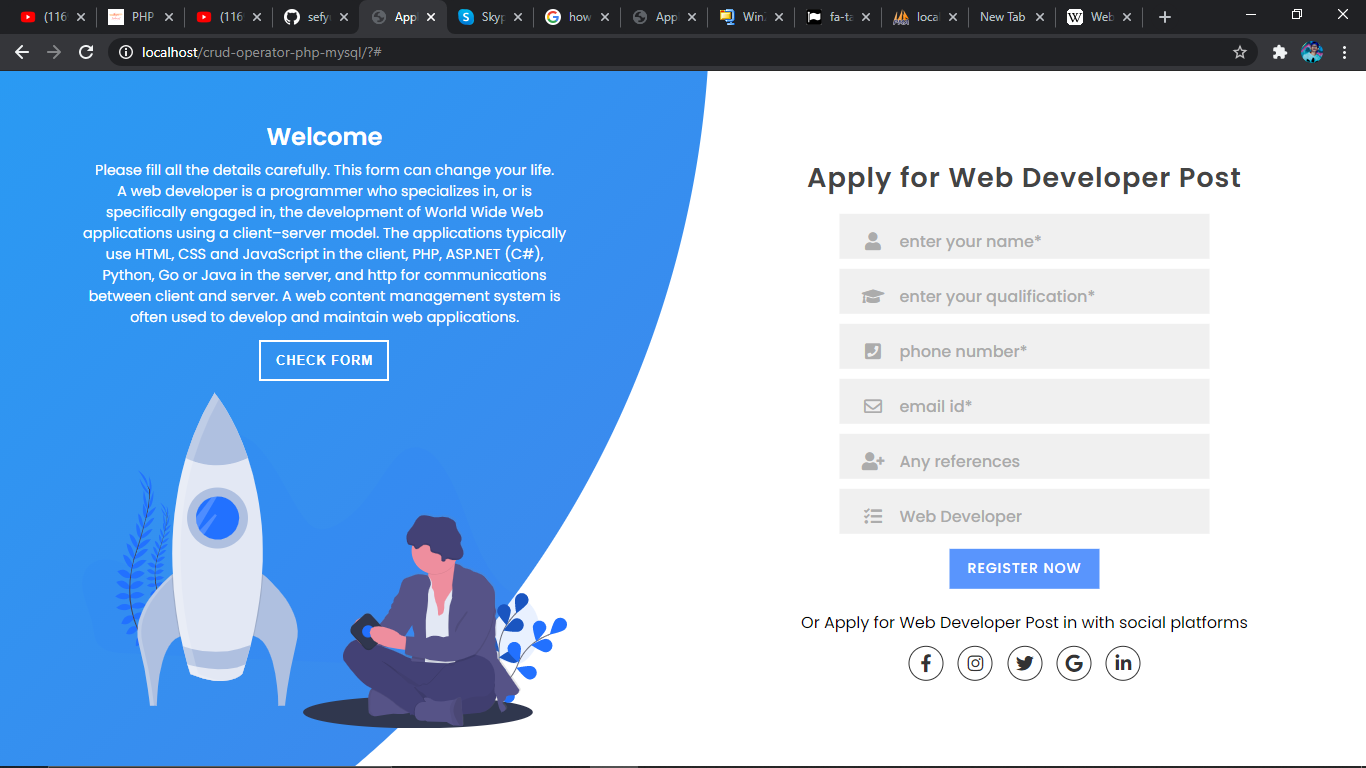 (116
PHP
(116
sefy
Appl
Skyp
how
Appl
Win
fa-ta
local
New Tab
Web
localhost/crud-operator-php-mysql/?#
Welcome
Please fill all the details carefully. This form can change your life.
A web developer is a programmer who specializes in, or is
specifically engaged in, the development of World Wide Web
applications using a client–server model. The applications typically
use HTML, CSS and JavaScript in the client, PHP, ASP.NET (C#),
Python, Go or Java in the server, and http for communications
between client and server. A web content management system is
often used to develop and maintain web applications.
CHECK FORM
Apply for Web Developer Post
enter your name*
enter your qualification*
phone number*
email id*
Any references
Web Developer
REGISTER NOW
Or Apply for Web Developer Post in with social platforms